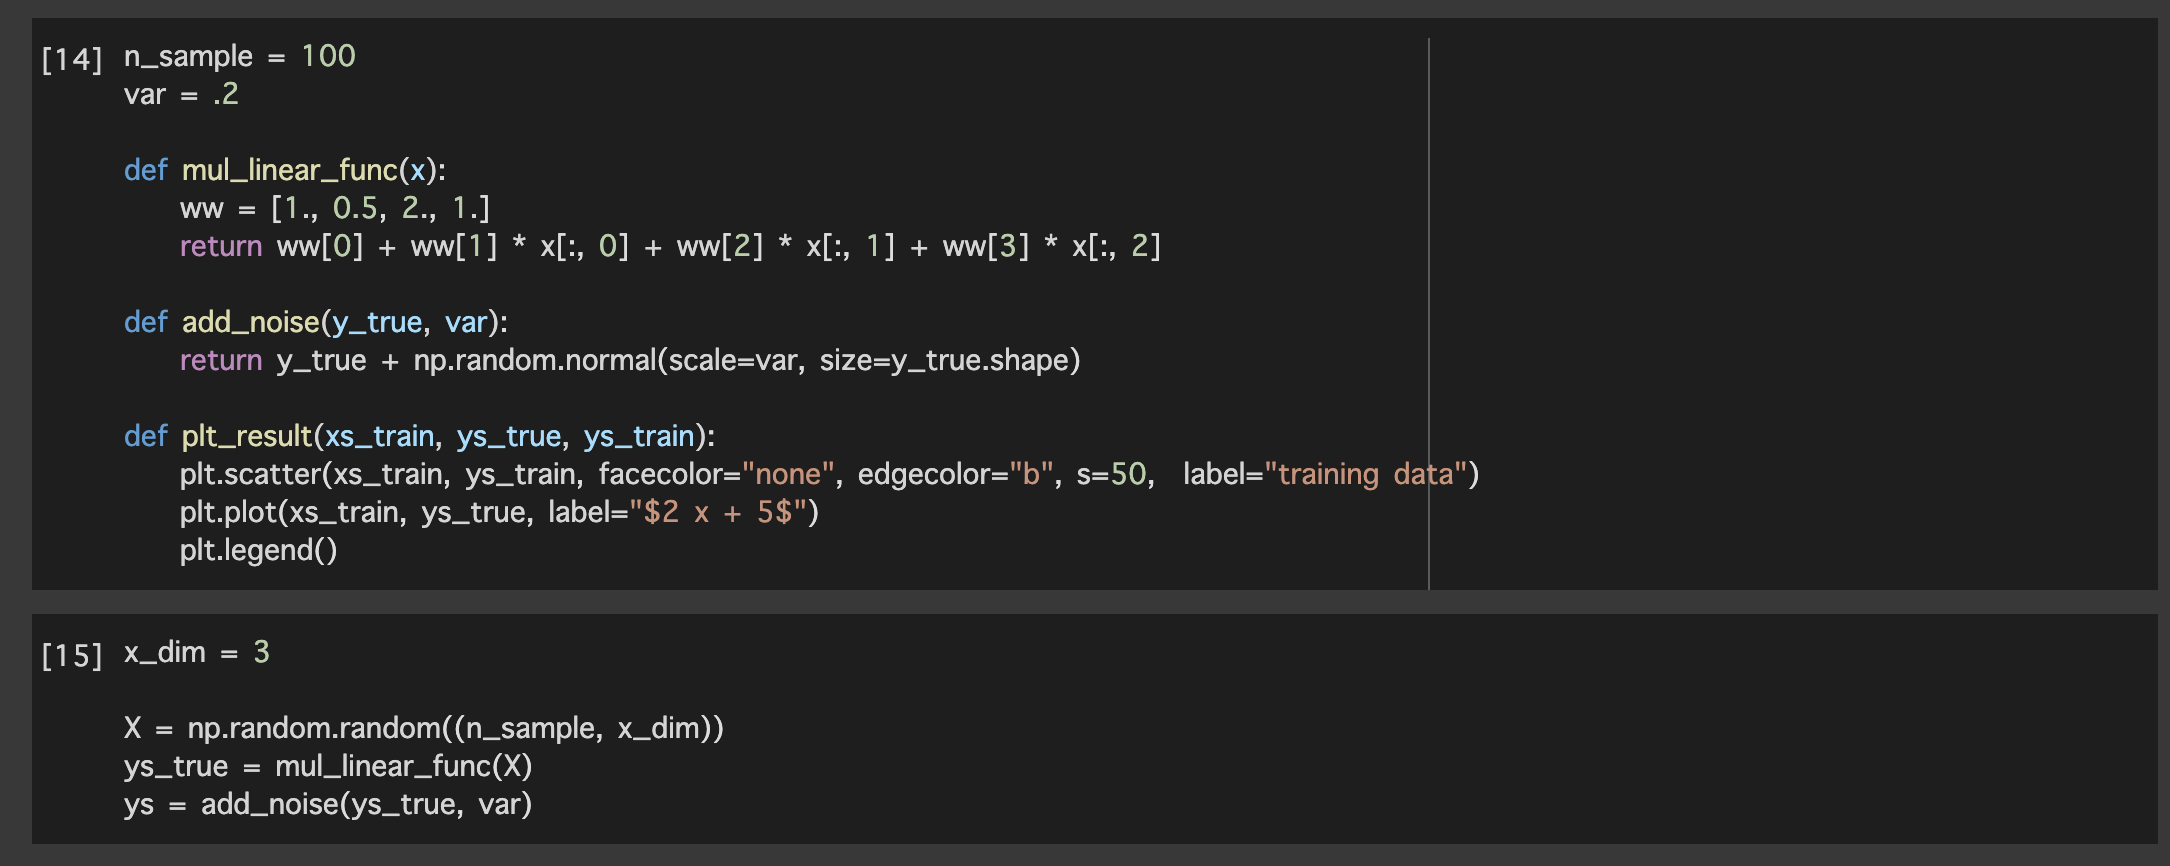 [14] n_sample = 100
var = .2
def mul_linear_func(x):
ww = [1., 0.5, 2., 1.]
return ww[0] + ww[1] * x[:, 0] + ww[2] * x[:, 1] + ww[3] * x[:, 2]
def add_noise(y_true, var):
return y_true + np.random.normal(scale=var, size=y_true.shape)
def plt_result(xs_train, ys_true, ys_train):
plt.scatter(xs_train, ys_train, facecolor="none", edgecolor="b", s=50,  label="training data")
plt.plot(xs_train, ys_true, label="$2 x + 5$")
plt.legend()
[15] x_dim = 3
X = np.random.random((n_sample, x_dim))
ys_true = mul_linear_func(X)
ys = add_noise(ys_true, var)